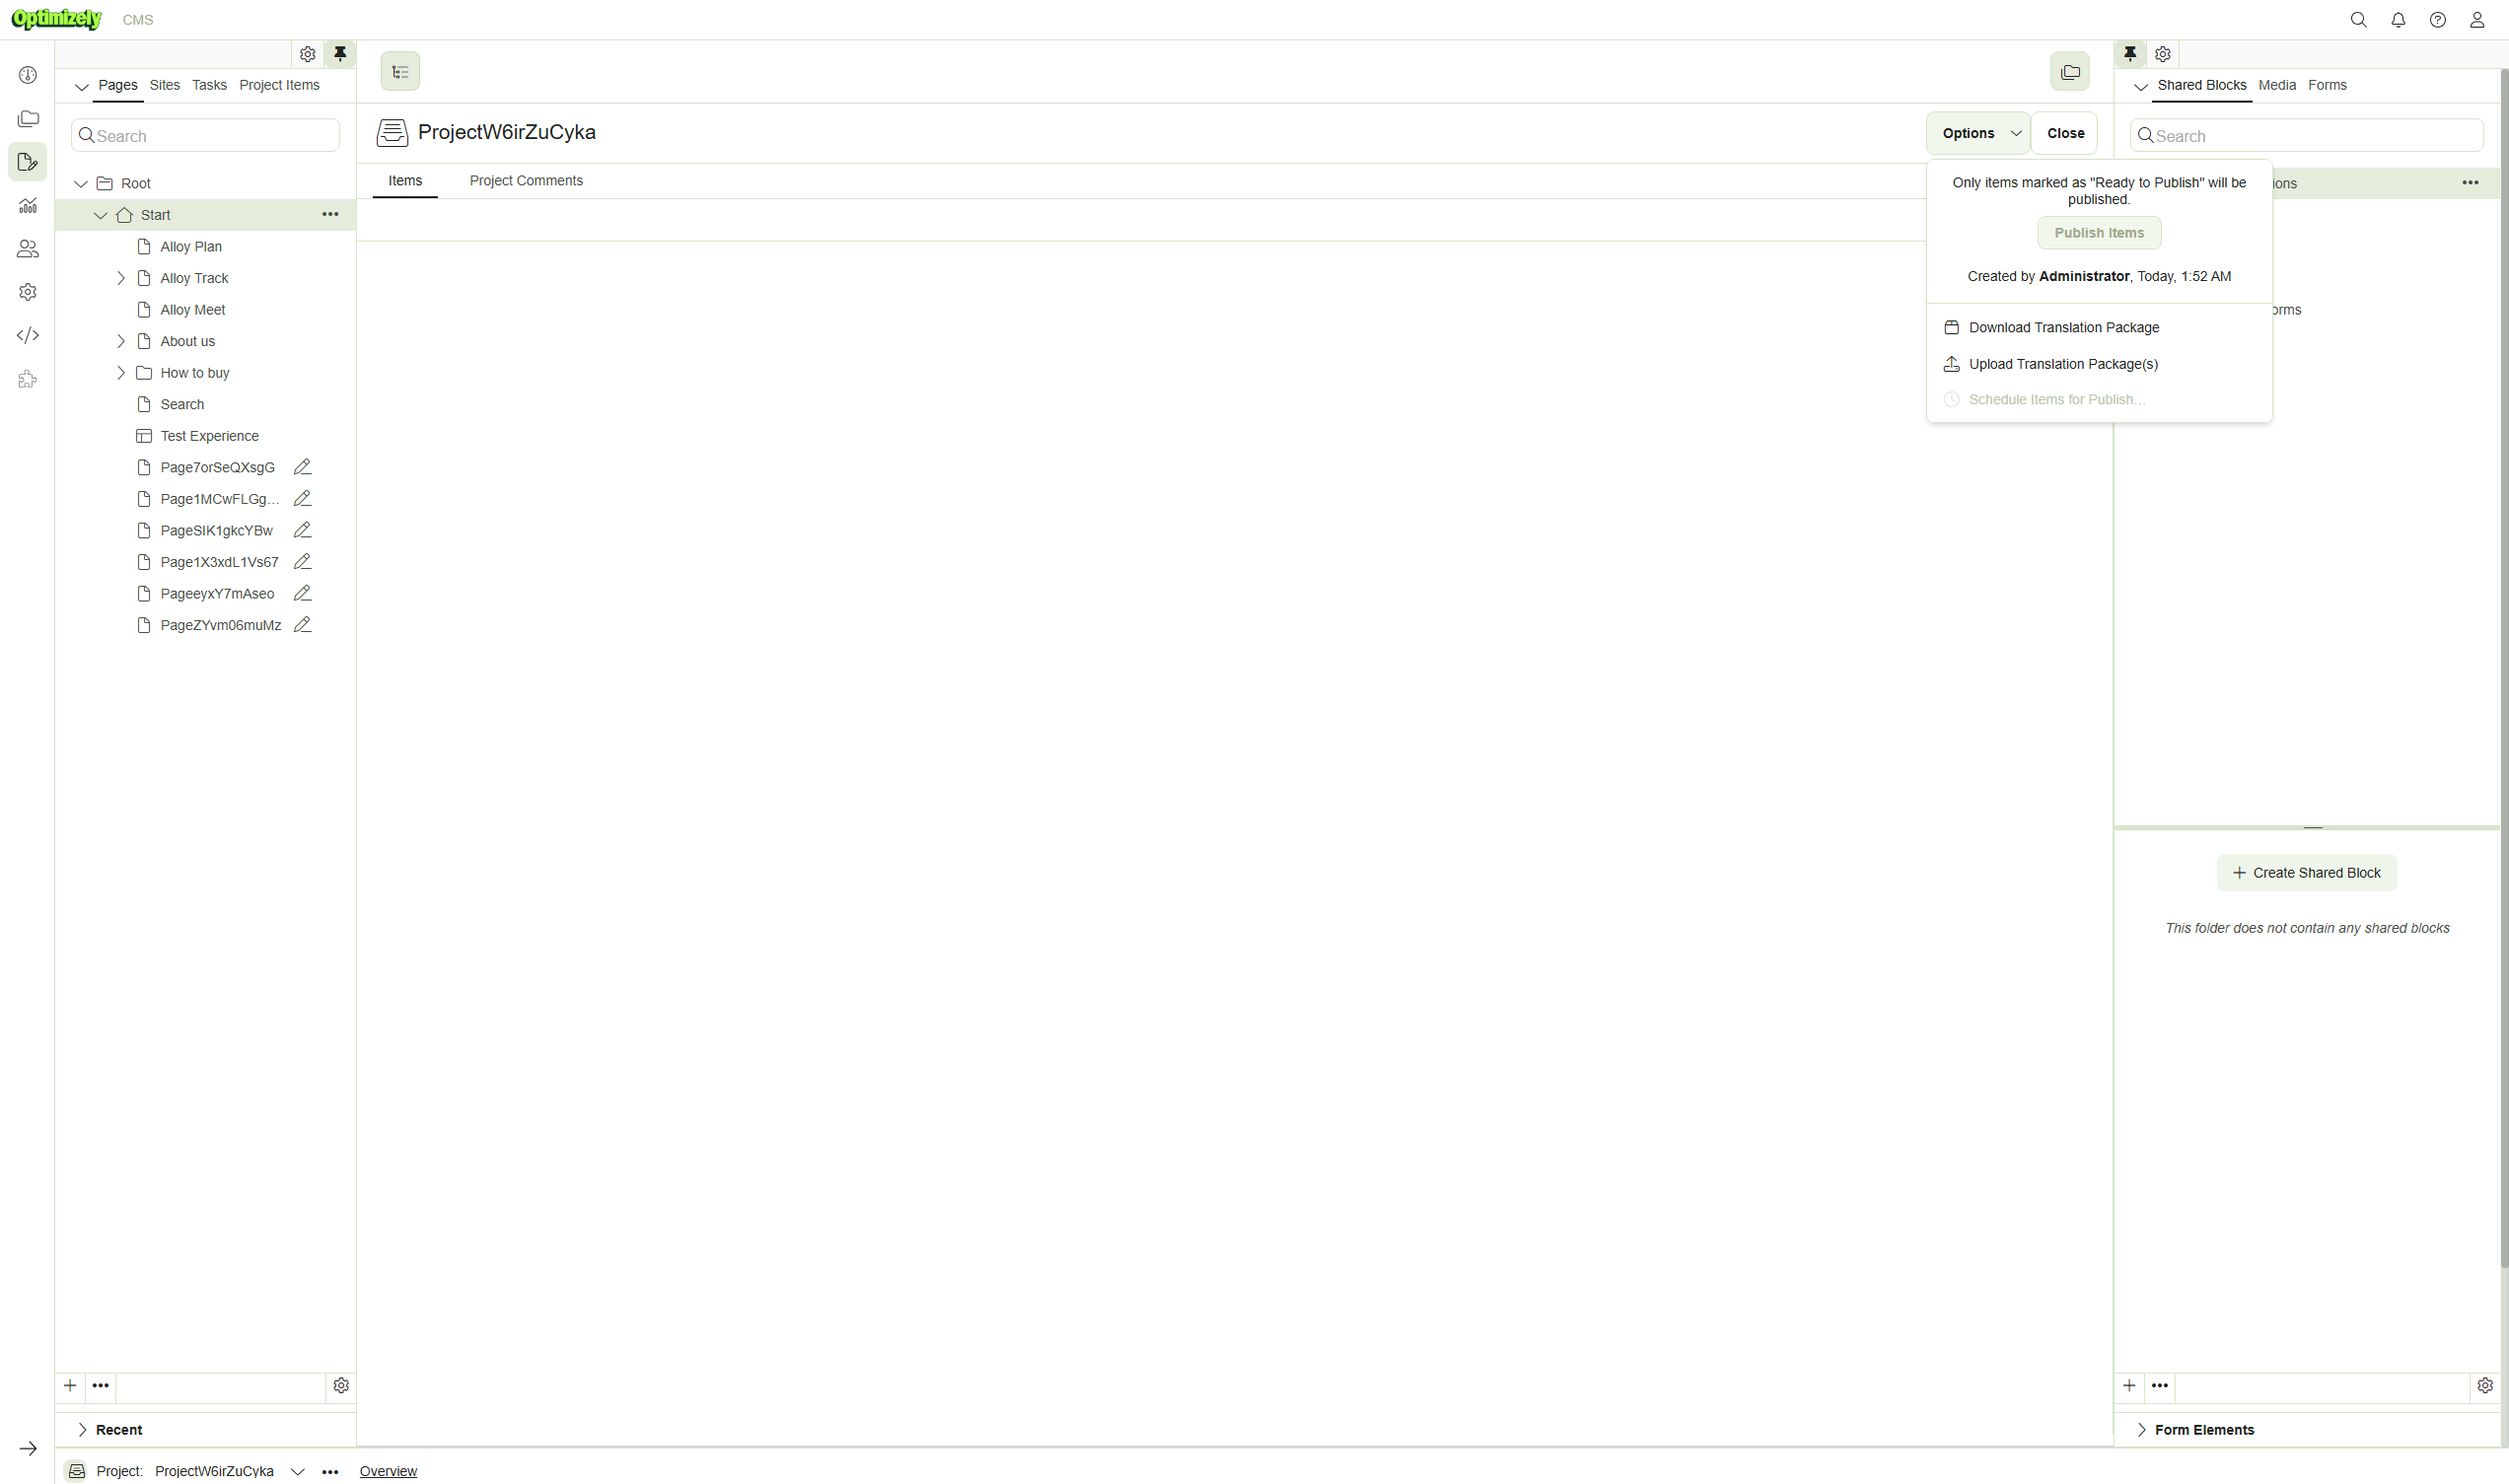 Optimizely CMS
Pages Sites Tasks Project Items
Search
Root
Start
Alloy Plan
Alloy Track
Alloy Meet
About us
How to buy
Search
Test Experience
Page7orSeQXsgG
Page1MCwFLGg...
PageSIK1gkcYBw
Page1X3xdL1Vs67
PageeyxY7mAseo
PageZYvm06muMz
Recent
ProjectW6irZuCyka
Options Close
Items Project Comments
Only items marked as "Ready to Publish" will be
published.
Publish Items
Created by Administrator, Today, 1:52 AM
Download Translation Package
Upload Translation Package(s)
Schedule Items for Publish...
Shared Blocks Media Forms
Search
ions
orms
Create Shared Block
This folder does not contain any shared blocks
Form Elements
Project: ProjectW6irZuCyka Overview